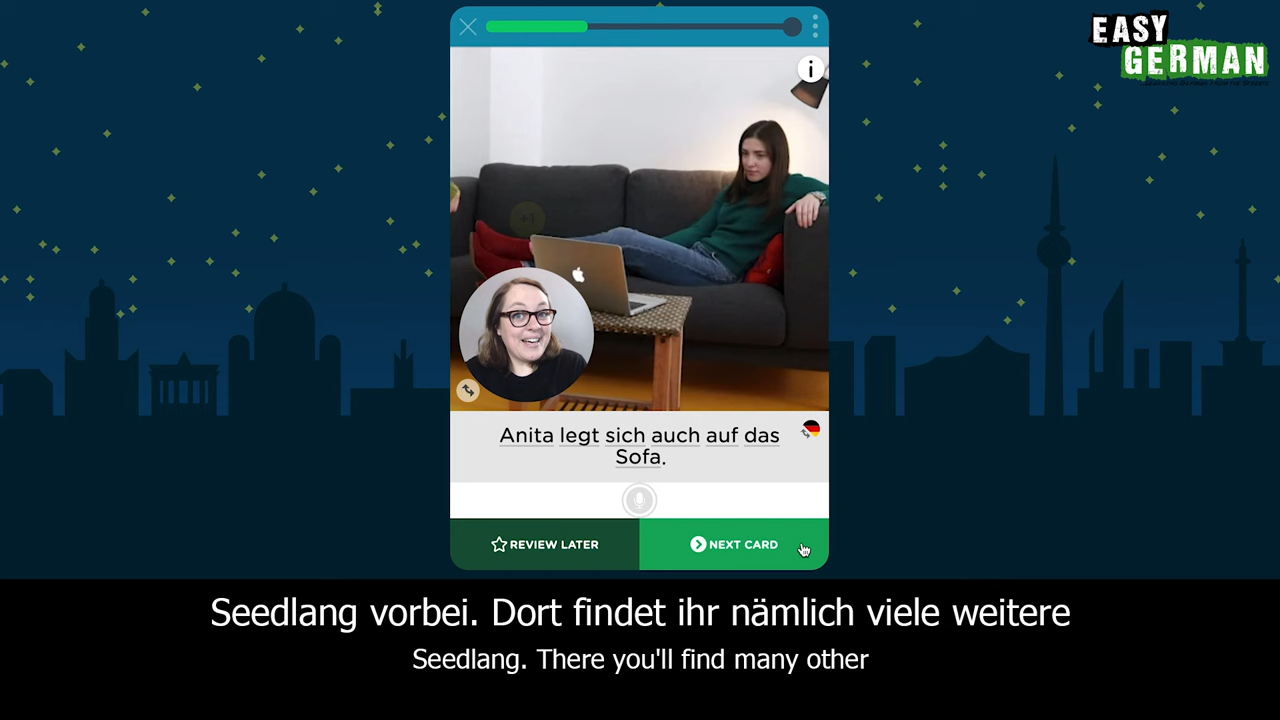 EASY
GERMAN
+1
Anita legt sich auch auf das
Sofa.
REVIEW LATER
NEXT CARD
Seedlang vorbei. Dort findet ihr nämlich viele weitere
Seedlang. There you'll find many other